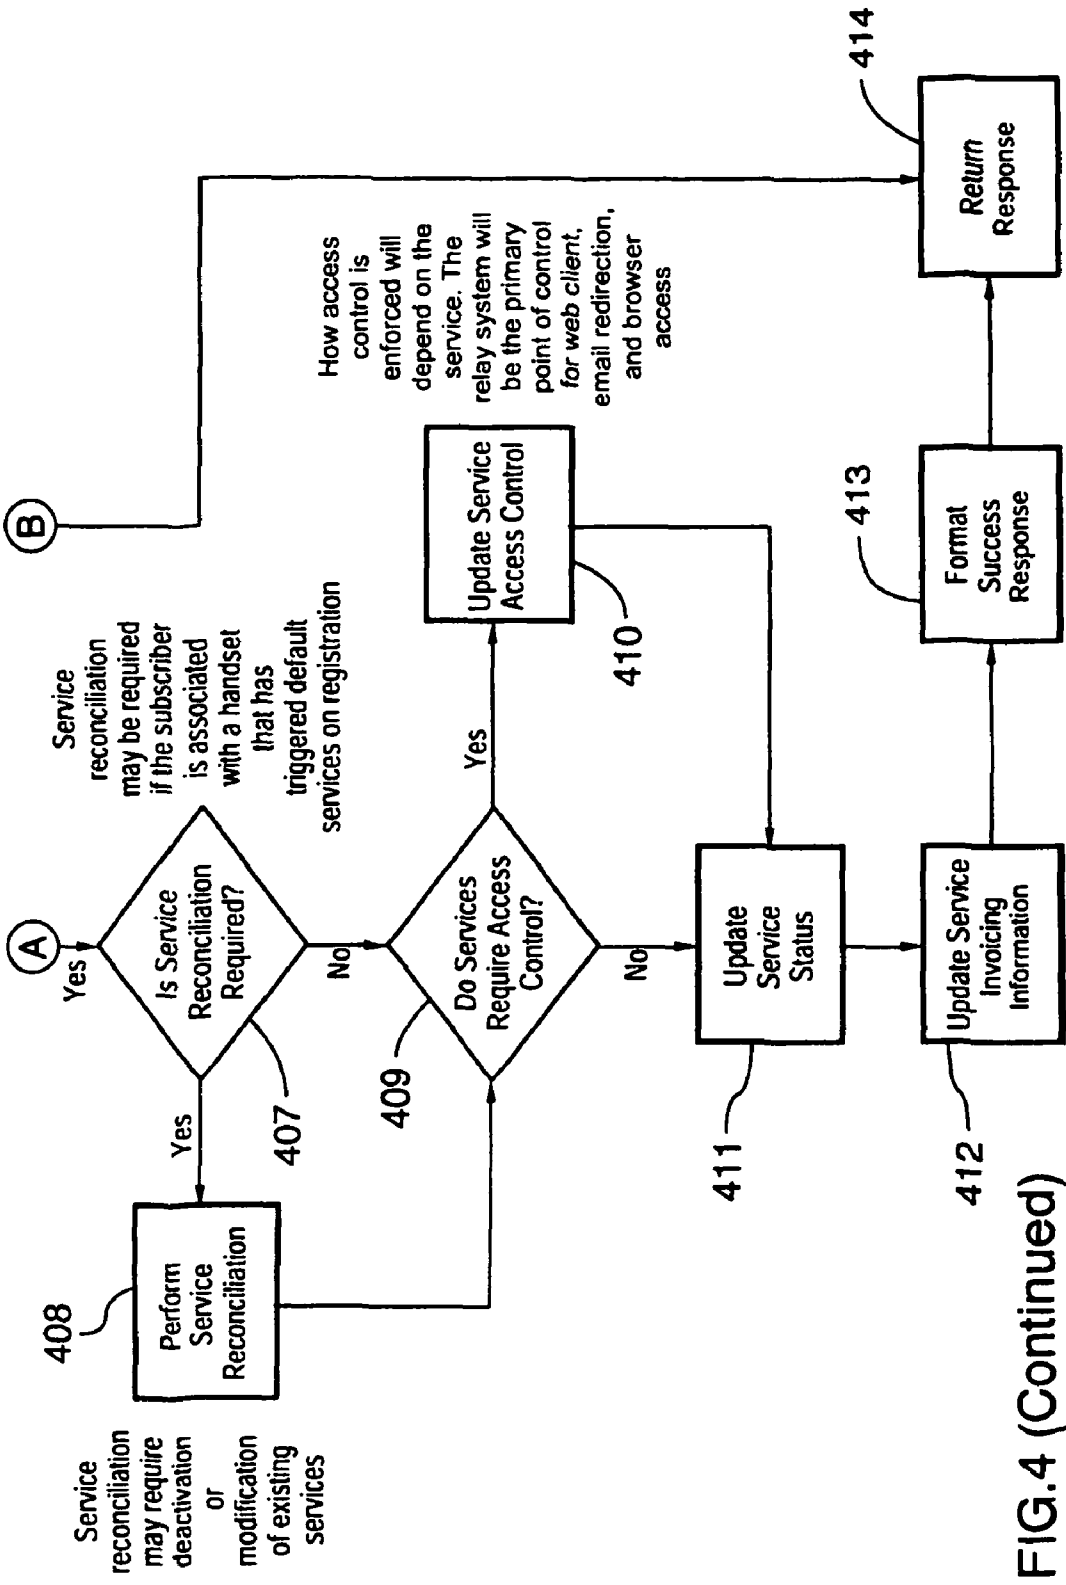 A
Yes
B
Service
reconciliation
may require
deactivation
or
modification
of existing
services
408
Perform
Service
Reconciliation
Yes
Is Service
Reconciliation
Required?
407
No
Service
reconciliation
may be required
if the subscriber
is associated
with a handset
that has
triggered default
services on registration
409
Do Services
Require Access
Control?
Yes
No
Update Service
Access Control
410
How access
control is
enforced will
depend on the
service. The
relay system will
be the primary
point of control
for web client,
email redirection,
and browser
access
Update
Service
Status
411
Update Service
Invoicing
Information
412
Format
Success
Response
413
Return
Response
414
FIG.4 (Continued)